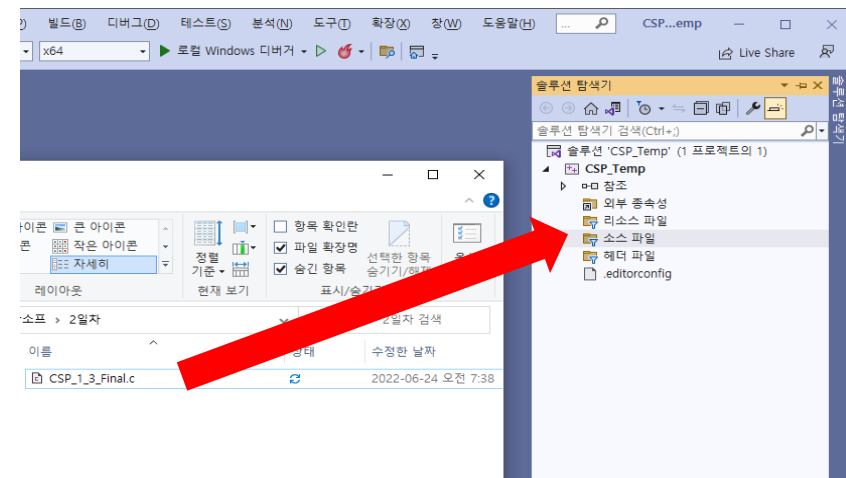 빌드(B) 디버그(D) 테스트(S) 분석(N) 도구(T) 확장(X) 창(W) 도움말(H) ... CSP...emp
x64 로컬 Windows 디버거 Live Share
솔루션 탐색기
솔루션 탐색기
솔루션 탐색기 검색(Ctrl+;)
솔루션 'CSP_Temp' (1 프로젝트의 1)
CSP_Temp
참조
외부 종속성
리소스 파일
소스 파일
헤더 파일
.editorconfig
큰 아이콘 항목 확인란
작은 아이콘 파일 확장명
자세히 숨긴 항목
정렬
기준
선택한 항목
숨기기/해제
레이아웃 현재 보기 표시/숨
2일차 2일차 검색
이름 상태 수정한 날짜
CSP_1_3_Final.c 2022-06-24 오전 7:38